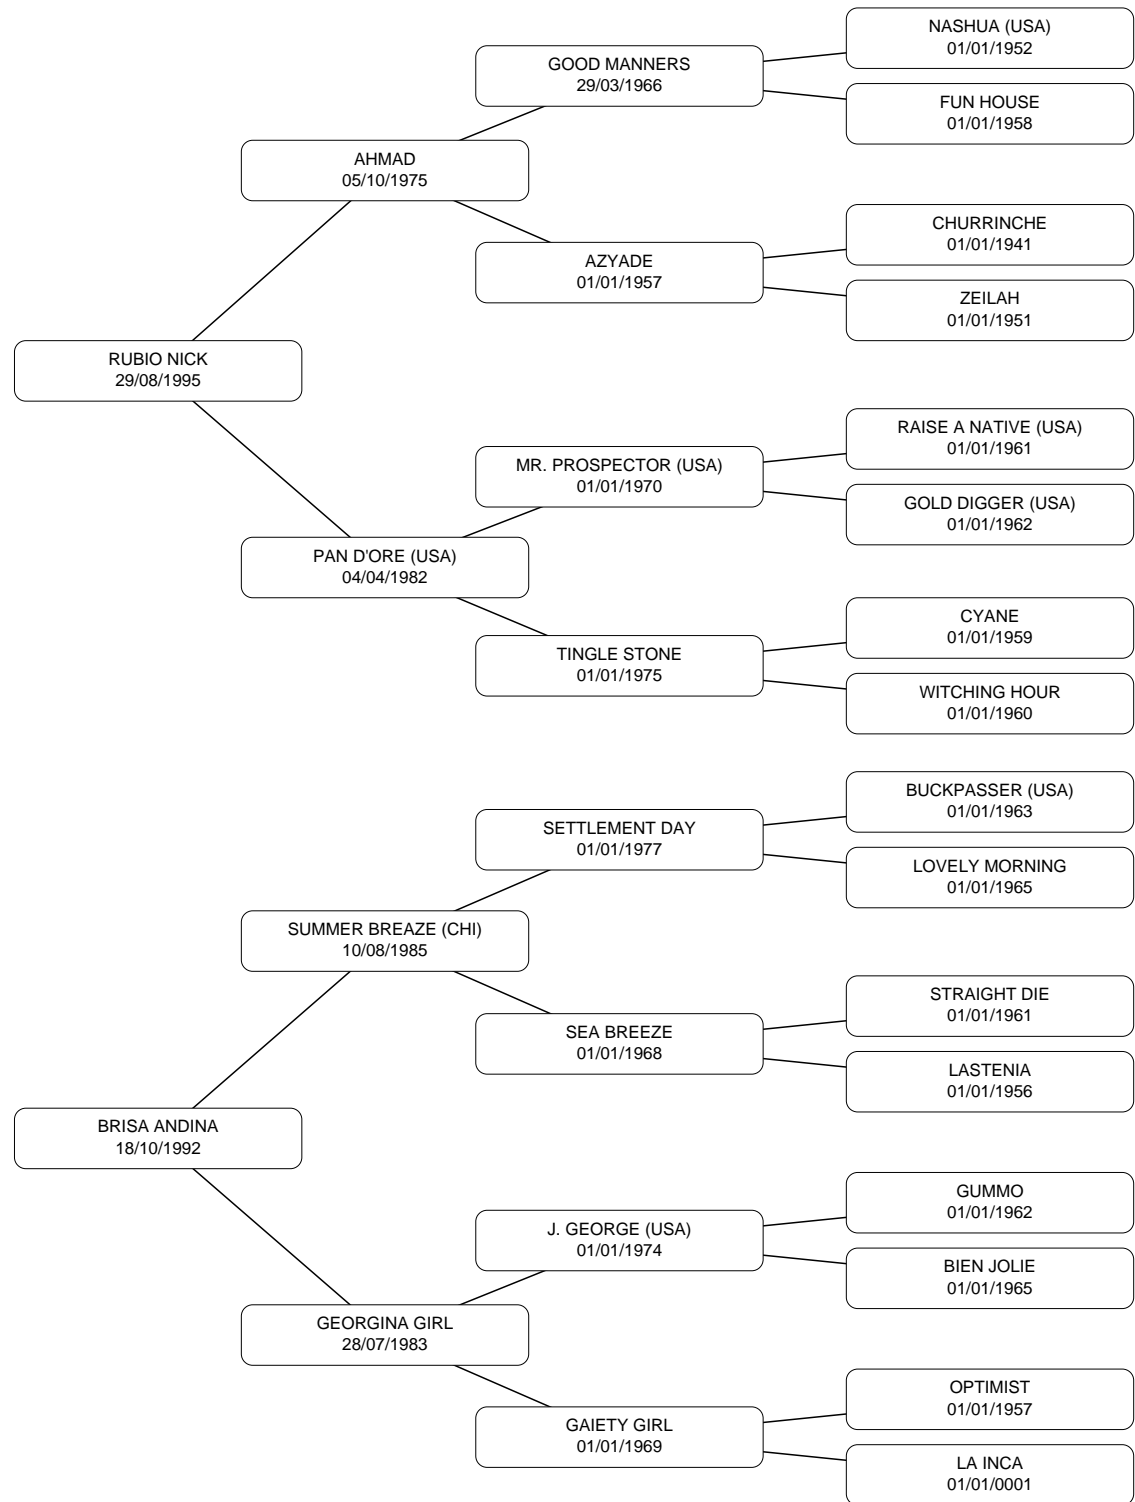 NASHUA (USA)
01/01/1952
GOOD MANNERS
29/03/1966
FUN HOUSE
01/01/1958
AHMAD
05/10/1975
CHURRINCHE
01/01/1941
AZYADE
01/01/1957
ZEILAH
01/01/1951
RUBIO NICK
29/08/1995
RAISE A NATIVE (USA)
01/01/1961
MR. PROSPECTOR (USA)
01/01/1970
GOLD DIGGER (USA)
01/01/1962
PAN D'ORE (USA)
04/04/1982
CYANE
01/01/1959
TINGLE STONE
01/01/1975
WITCHING HOUR
01/01/1960
BUCKPASSER (USA)
01/01/1963
SETTLEMENT DAY
01/01/1977
LOVELY MORNING
01/01/1965
SUMMER BREAZE (CHI)
10/08/1985
STRAIGHT DIE
01/01/1961
SEA BREEZE
01/01/1968
LASTENIA
01/01/1956
BRISA ANDINA
18/10/1992
GUMMO
01/01/1962
J. GEORGE (USA)
01/01/1974
BIEN JOLIE
01/01/1965
GEORGINA GIRL
28/07/1983
OPTIMIST
01/01/1957
GAIETY GIRL
01/01/1969
LA INCA
01/01/0001